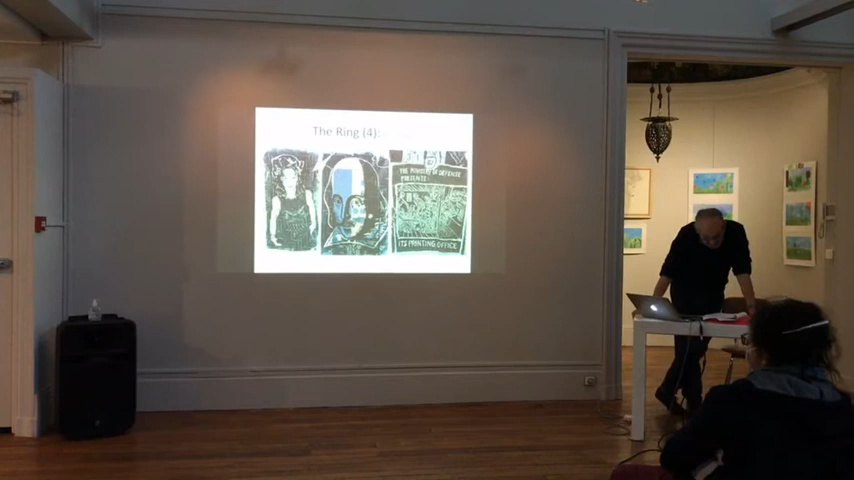 The Ring (4):
THE MINISTRY OF DEFENSE
PRESENTS:
ITS PRINTING OFFICE